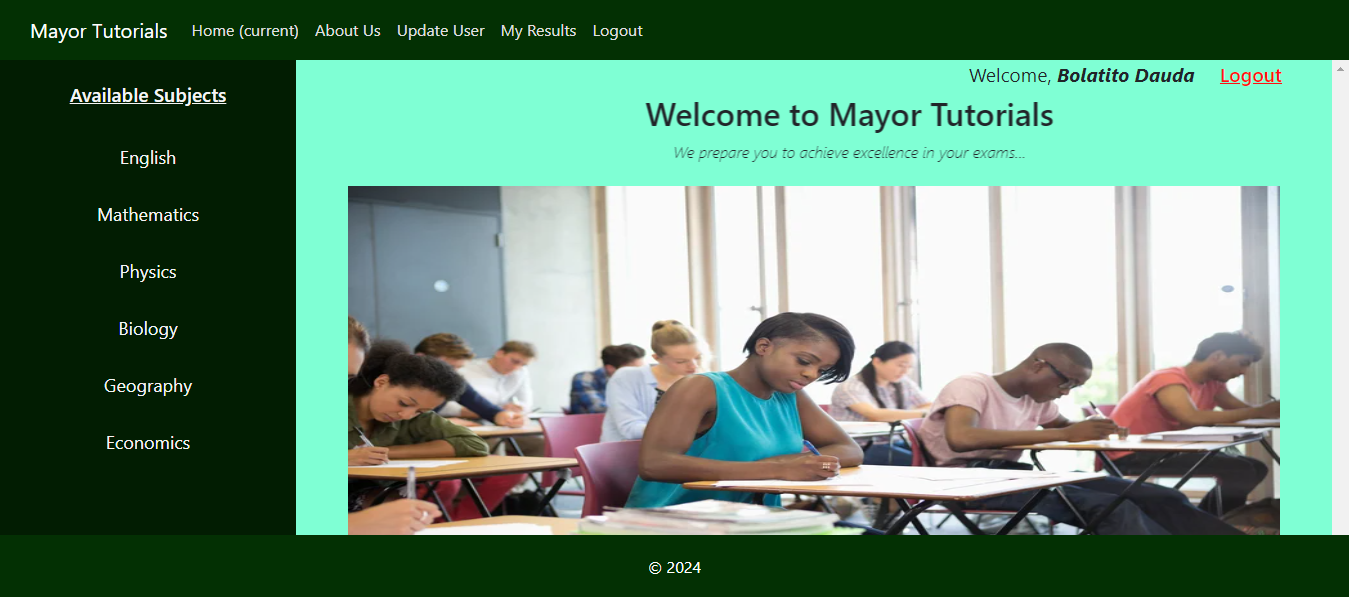 Mayor Tutorials Home (current) About Us Update User My Results Logout
Available Subjects
English
Mathematics
Physics
Biology
Geography
Economics
Welcome, Bolatito Dauda Logout
Welcome to Mayor Tutorials
We prepare you to achieve excellence in your exams...
© 2024